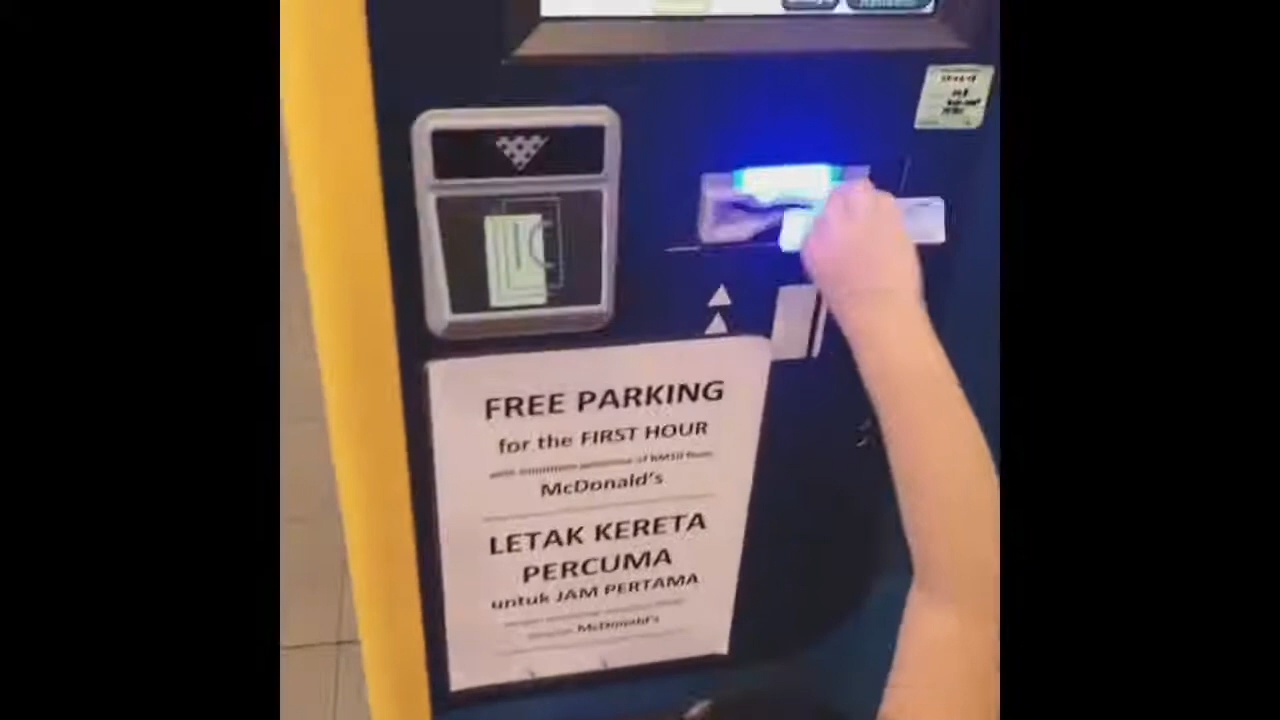 FREE PARKING
for the FIRST HOUR
McDonald's
LETAK KERETA
PERCUMA
untuk JAM PERTAMA
McDonald's